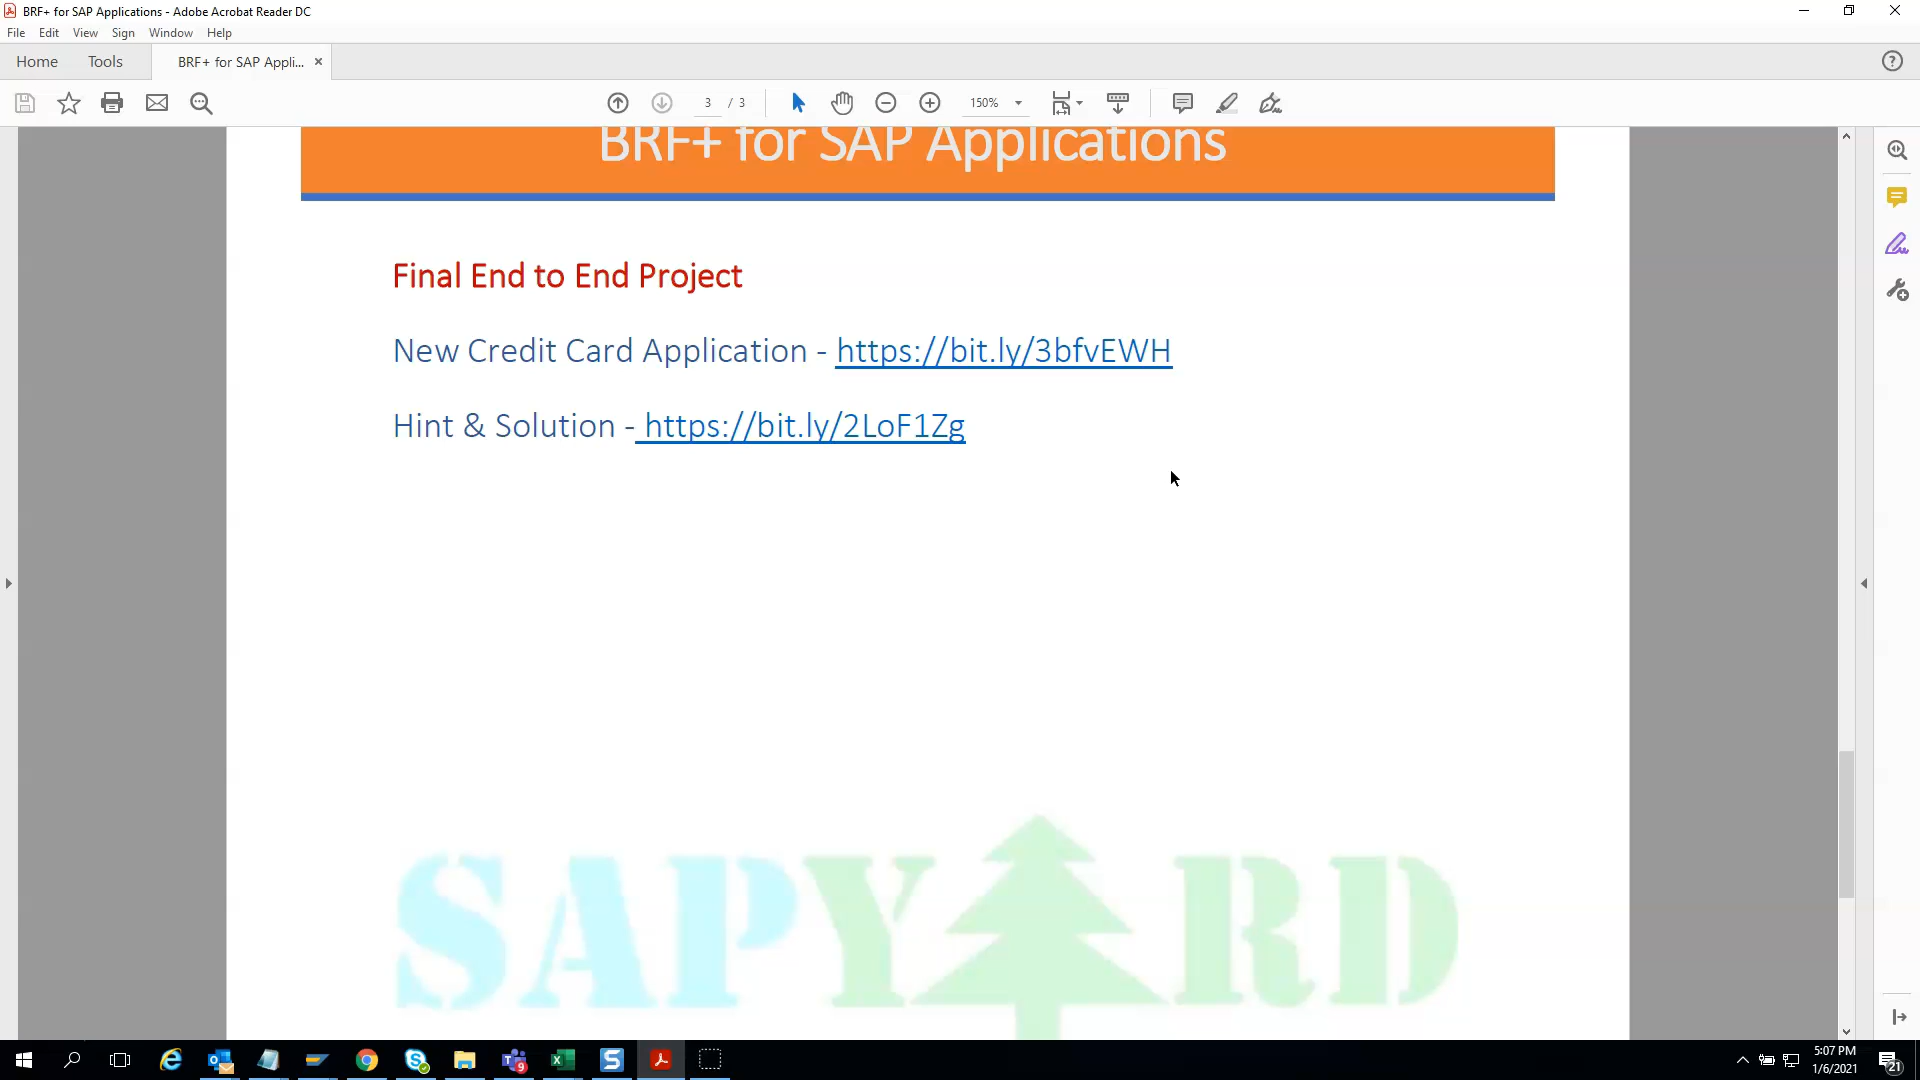 BRF+ for SAP Applications - Adobe Acrobat Reader DC
File Edit View Sign Window Help
Home Tools BRF+ for SAP Appli... ×
3 / 3 150%
BRF+ for SAP Applications
Final End to End Project
New Credit Card Application - https://bit.ly/3bfvEWH
Hint & Solution - https://bit.ly/2LoF1Zg
SAPYARD
5:07 PM
1/6/2021
9
21